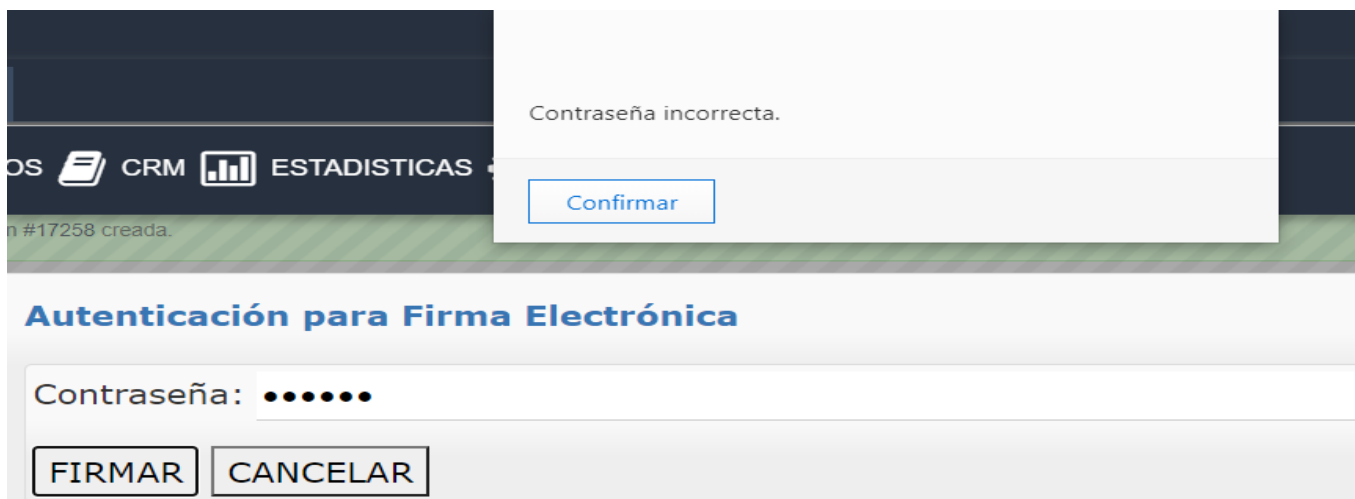 Contraseña incorrecta.
Confirmar
OS CRM ESTADISTICAS
#17258 creada.
Autenticación para Firma Electrónica
Contraseña: ••••••
FIRMAR CANCELAR